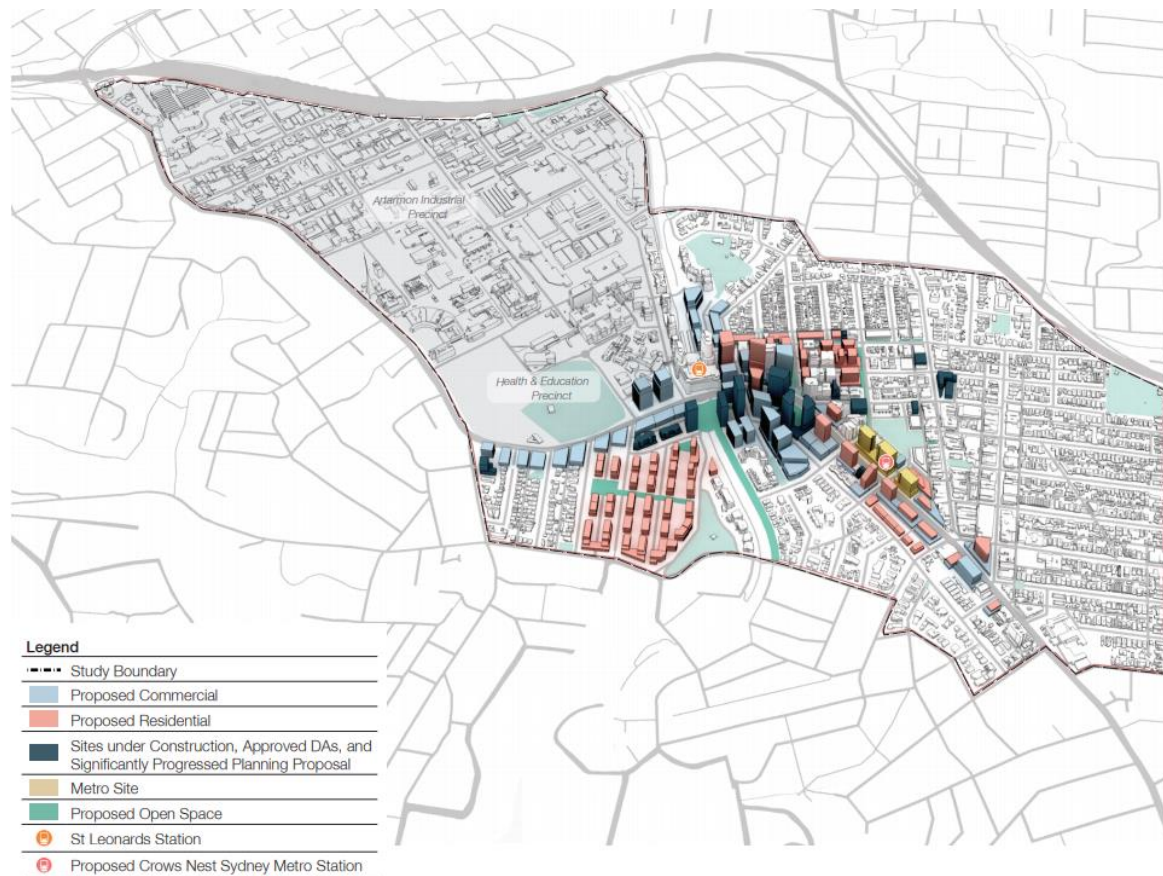 Artarmon Industrial
Precinct
Health & Education
Precinct
Legend
Study Boundary
Proposed Commercial
Proposed Residential
Sites under Construction, Approved DAs, and
Significantly Progressed Planning Proposal
Metro Site
Proposed Open Space
St Leonards Station
Proposed Crows Nest Sydney Metro Station